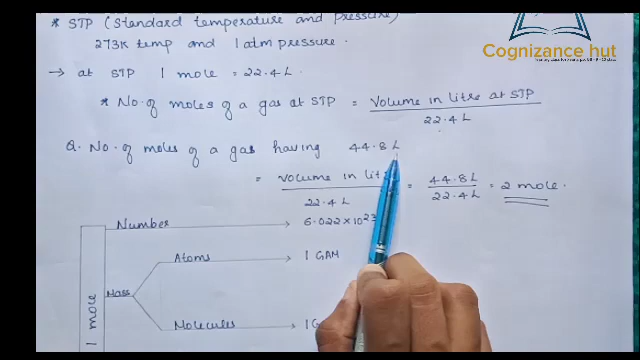 * STP (Standard temperature and Pressure)
273K temp and 1 atm pressure.
Cognizance hut
→ at STP 1 mole = 22.4 L
* No. of moles of a gas at STP = Volume in litre at STP
22.4 L
Q. No. of moles of a gas having 44.8 L
= volume in lit = 44.8 L = 2 mole.
22.4 L 22.4 L
Number → 6.022 × 10²³
Atoms → 1 GAM
1 mole
Mass
Molecules → 1 G